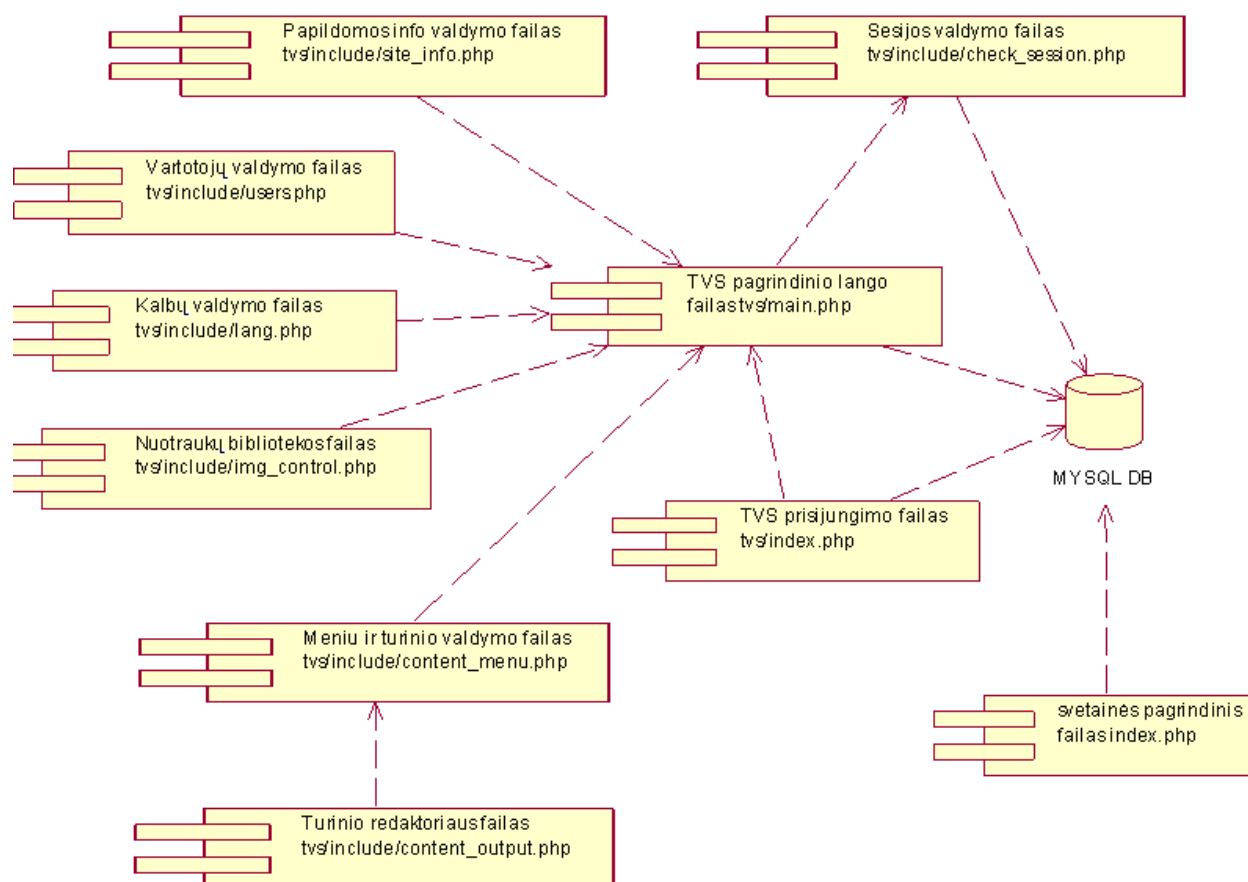 Papildomos info valdymo failas
tvs/include/site_info.php
Sesijos valdymo failas
tvs/include/check_session.php
Vartotojų valdymo failas
tvs/include/users.php
Kalbų valdymo failas
tvs/include/lang.php
TVS pagrindinio lango
failas tvs/main.php
Nuotraukų bibliotekos failas
tvs/include/img_control.php
MYSQL DB
TVS prisijungimo failas
tvs/index.php
Meniu ir turinio valdymo failas
tvs/include/content_menu.php
svetainės pagrindinis
failas index.php
Turinio redaktoriaus failas
tvs/include/content_output.php